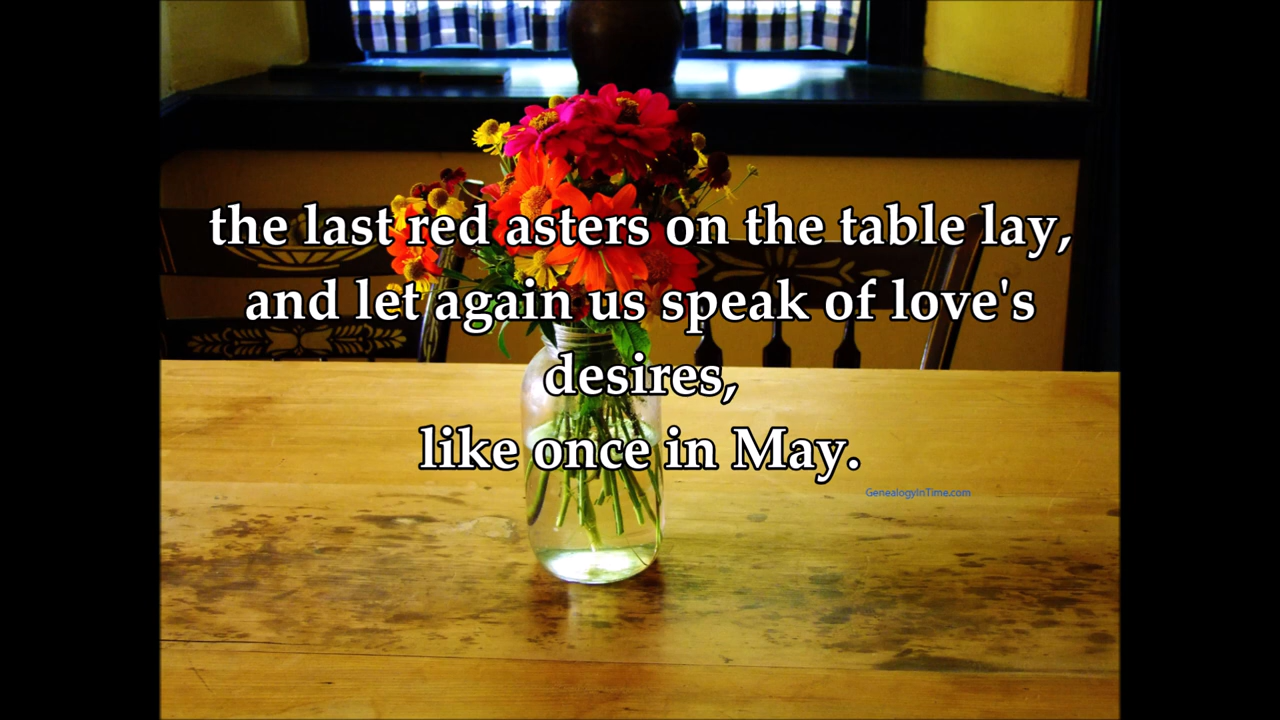 the last red asters on the table lay,
and let again us speak of love's
desires,
like once in May.
GenealogyInTime.com